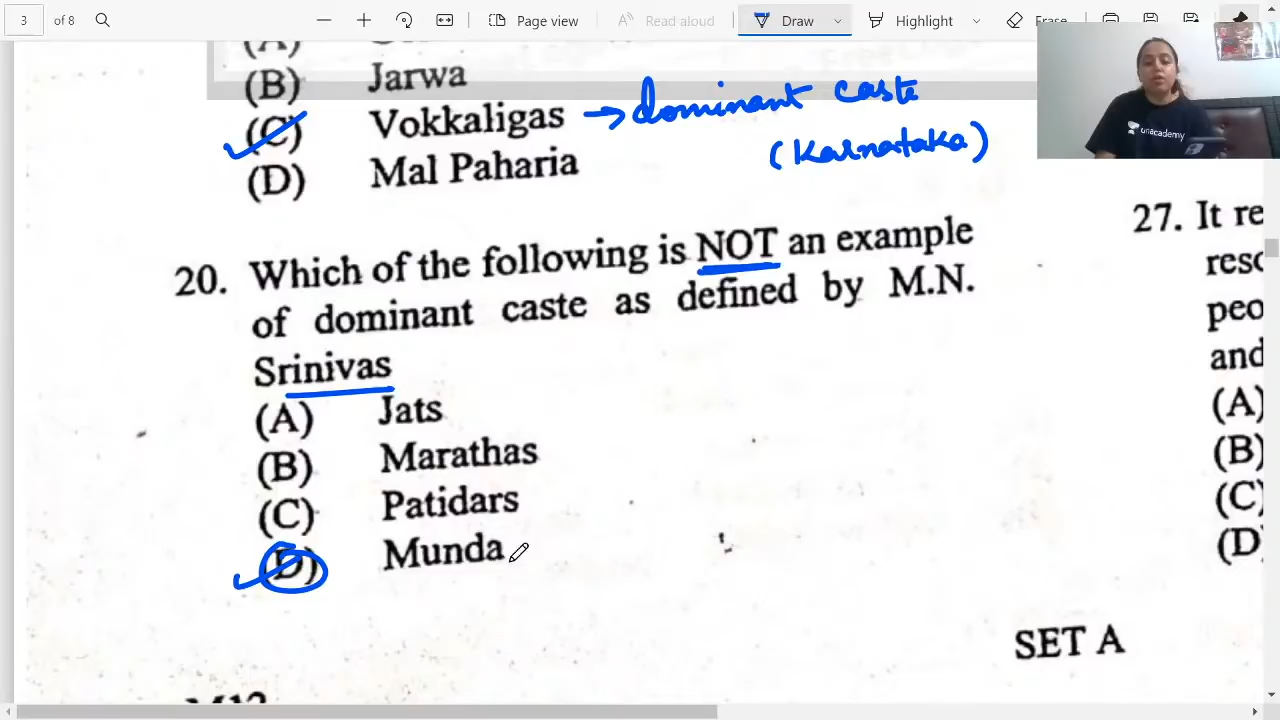 3 of 8 Page view Read aloud Draw Highlight Erase
(B) Jarwa
(C) Vokkaligas → dominant caste
(Karnataka)
(D) Mal Paharia
unacademy
20. Which of the following is NOT an example
of dominant caste as defined by M.N.
Srinivas
(A) Jats
(B) Marathas
(C) Patidars
(D) Munda
27. It re
reso
peo
and
(A)
(B)
(C)
(D)
SET A